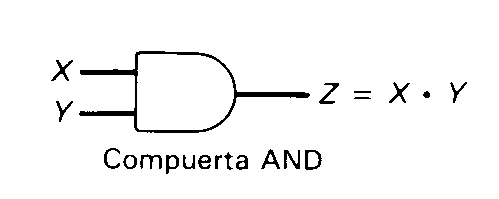 X
Y
Z = X • Y
Compuerta AND